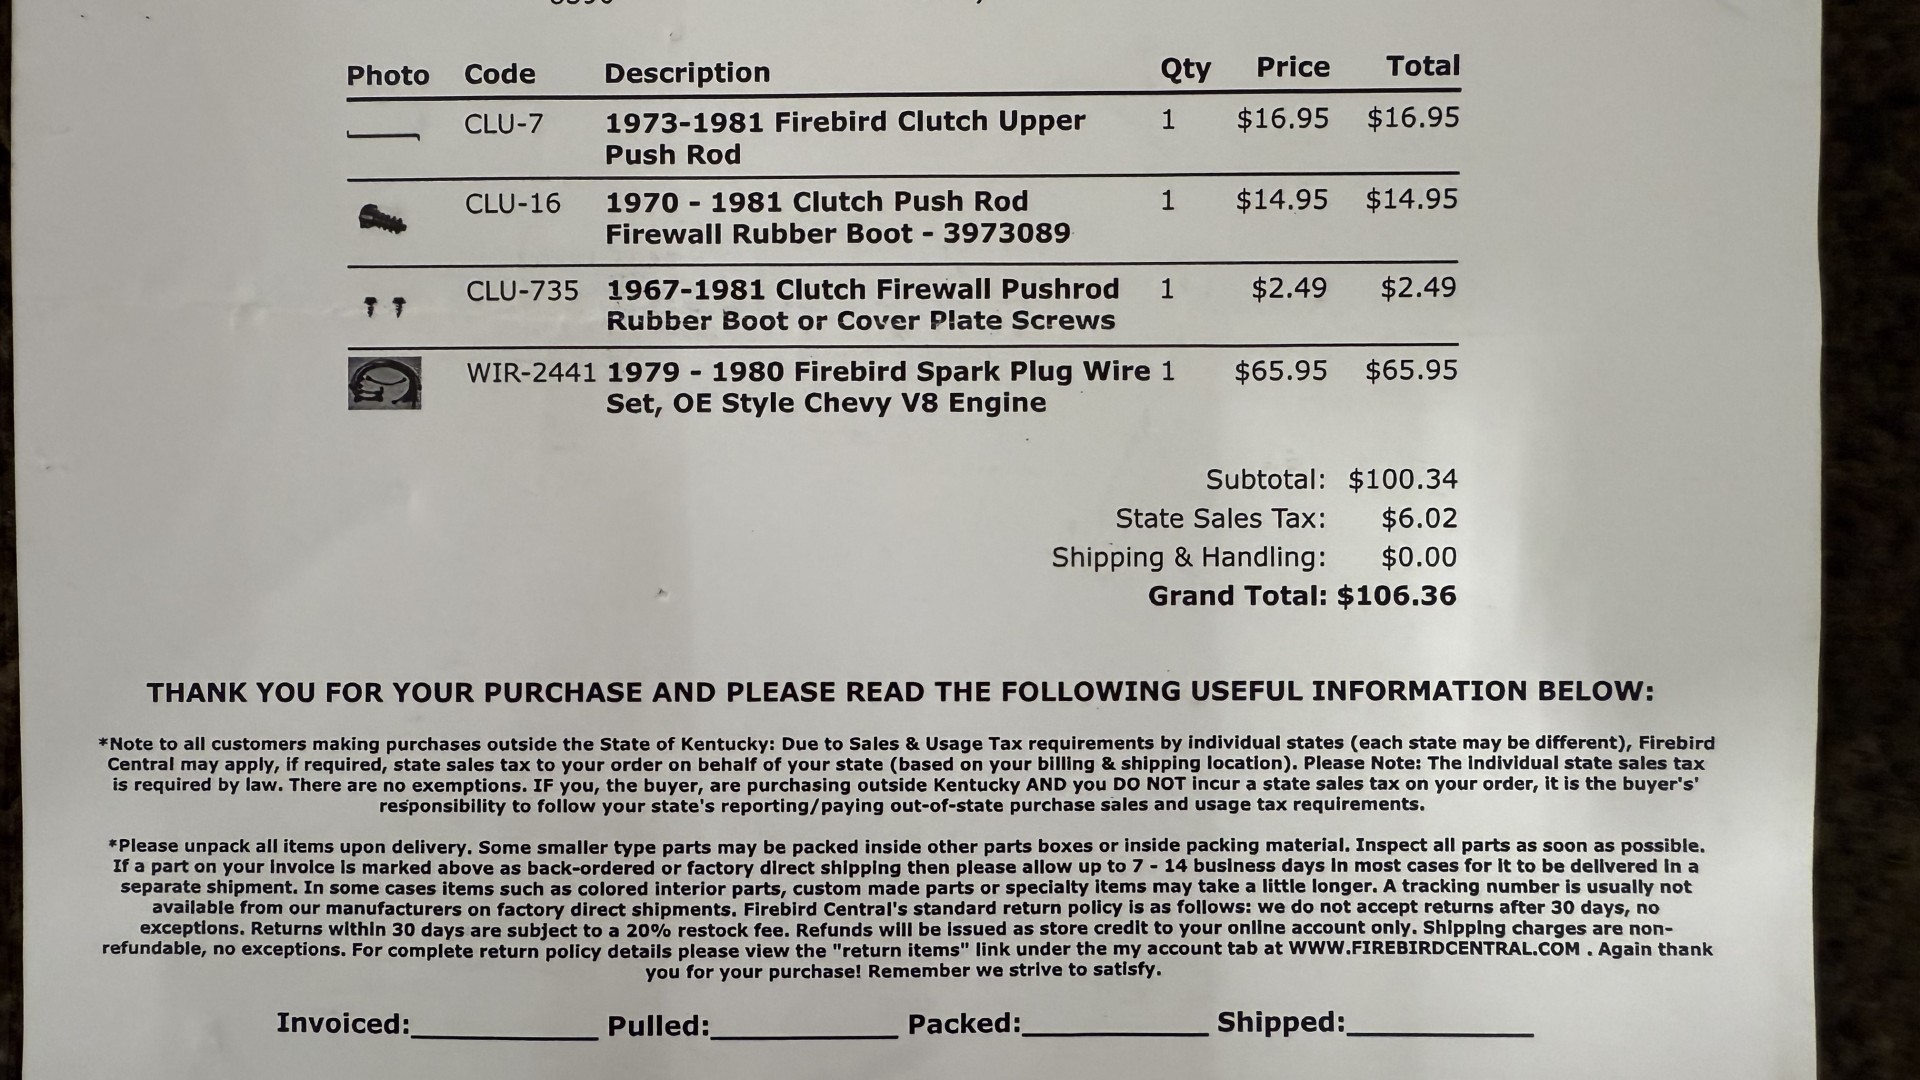 Photo Code Description Qty Price Total
CLU-7 1973-1981 Firebird Clutch Upper 1 $16.95 $16.95
Push Rod
CLU-16 1970 - 1981 Clutch Push Rod 1 $14.95 $14.95
Firewall Rubber Boot - 3973089
CLU-735 1967-1981 Clutch Firewall Pushrod 1 $2.49 $2.49
Rubber Boot or Cover Plate Screws
WIR-2441 1979 - 1980 Firebird Spark Plug Wire 1 $65.95 $65.95
Set, OE Style Chevy V8 Engine
Subtotal: $100.34
State Sales Tax: $6.02
Shipping & Handling: $0.00
Grand Total: $106.36
THANK YOU FOR YOUR PURCHASE AND PLEASE READ THE FOLLOWING USEFUL INFORMATION BELOW:
*Note to all customers making purchases outside the State of Kentucky: Due to Sales & Usage Tax requirements by individual states (each state may be different), Firebird
Central may apply, if required, state sales tax to your order on behalf of your state (based on your billing & shipping location). Please Note: The individual state sales tax
is required by law. There are no exemptions. IF you, the buyer, are purchasing outside Kentucky AND you DO NOT incur a state sales tax on your order, it is the buyer's'
responsibility to follow your state's reporting/paying out-of-state purchase sales and usage tax requirements.
*Please unpack all items upon delivery. Some smaller type parts may be packed inside other parts boxes or inside packing material. Inspect all parts as soon as possible.
If a part on your invoice is marked above as back-ordered or factory direct shipping then please allow up to 7 - 14 business days in most cases for it to be delivered in a
separate shipment. In some cases items such as colored interior parts, custom made parts or specialty items may take a little longer. A tracking number is usually not
available from our manufacturers on factory direct shipments. Firebird Central's standard return policy is as follows: we do not accept returns after 30 days, no
exceptions. Returns within 30 days are subject to a 20% restock fee. Refunds will be issued as store credit to your online account only. Shipping charges are non-
refundable, no exceptions. For complete return policy details please view the "return items" link under the my account tab at WWW.FIREBIRDCENTRAL.COM . Again thank
you for your purchase! Remember we strive to satisfy.
Invoiced:__________ Pulled:__________ Packed:__________ Shipped:__________